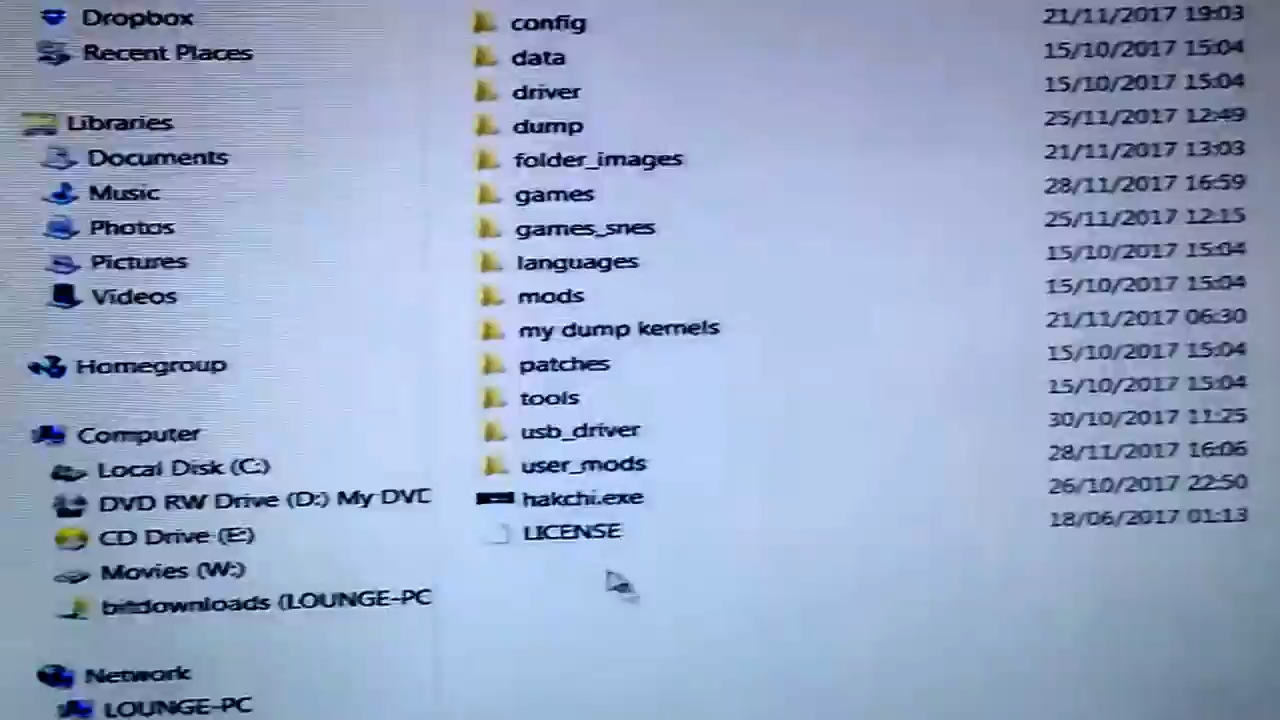 Dropbox
Recent Places
Libraries
Documents
Music
Photos
Pictures
Videos
Homegroup
Computer
Local Disk (C:)
DVD RW Drive (D:) My DVD
CD Drive (E:)
Movies (W:)
bitdownloads (LOUNGE-PC
Network
LOUNGE-PC
config 21/11/2017 19:03
data 15/10/2017 15:04
driver 15/10/2017 15:04
dump 25/11/2017 12:49
folder_images 21/11/2017 13:03
games 28/11/2017 16:59
games_snes 25/11/2017 12:15
languages 15/10/2017 15:04
mods 15/10/2017 15:04
my dump kernels 21/11/2017 06:30
patches 15/10/2017 15:04
tools 15/10/2017 15:04
usb_driver 30/10/2017 11:25
user_mods 28/11/2017 16:06
hakchi.exe 26/10/2017 22:50
LICENSE 18/06/2017 01:13